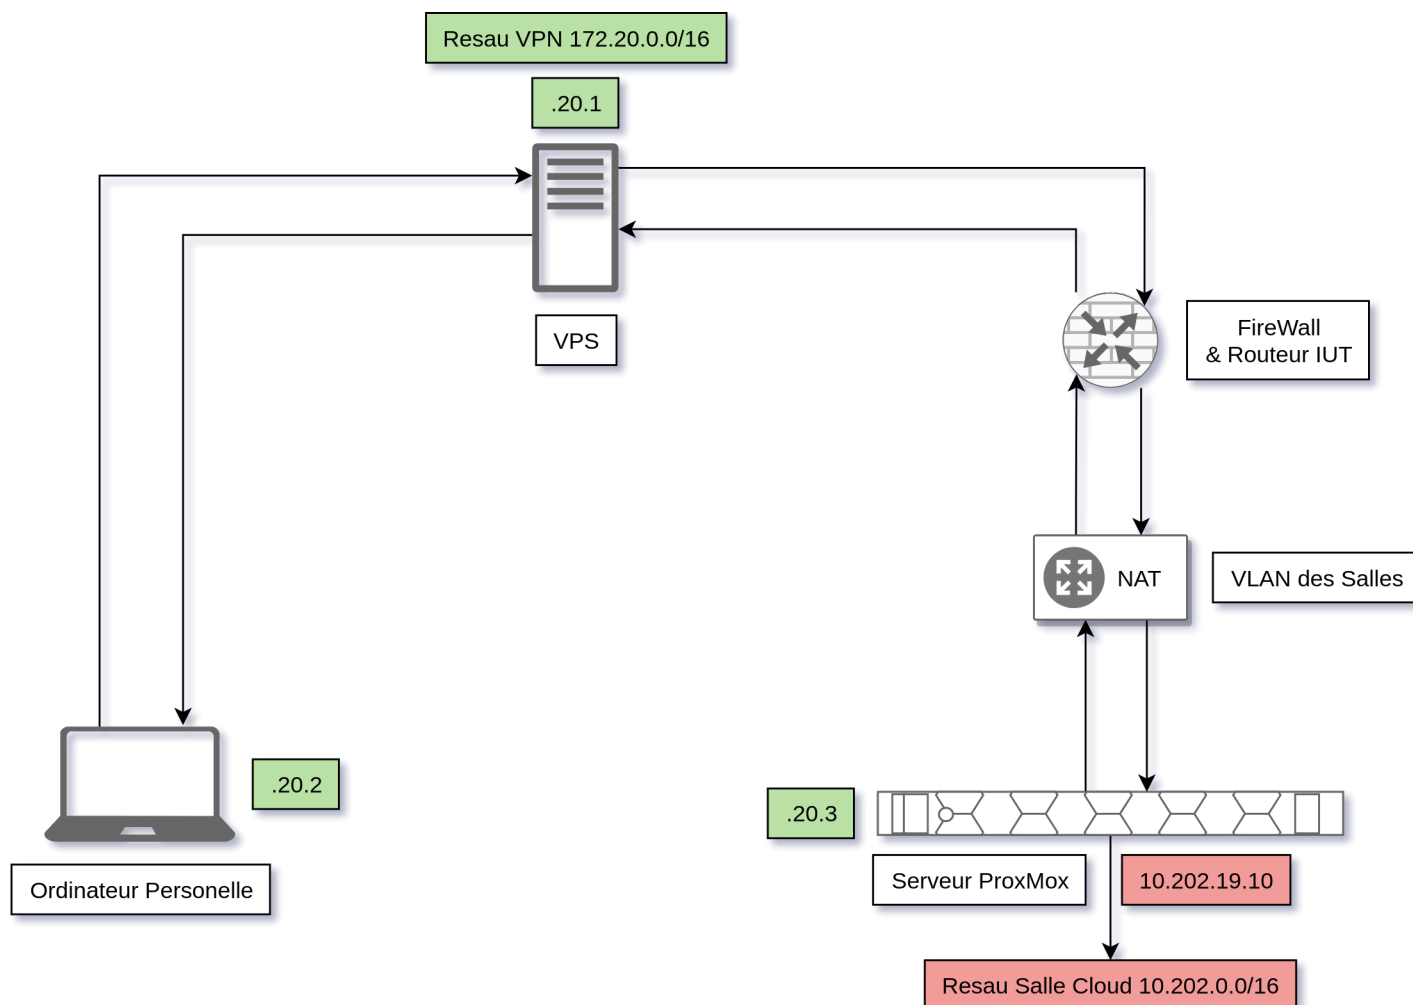 Resau VPN 172.20.0.0/16
.20.1
VPS
FireWall
& Routeur IUT
NAT
VLAN des Salles
.20.2
Ordinateur Personelle
.20.3
Serveur ProxMox
10.202.19.10
Resau Salle Cloud 10.202.0.0/16